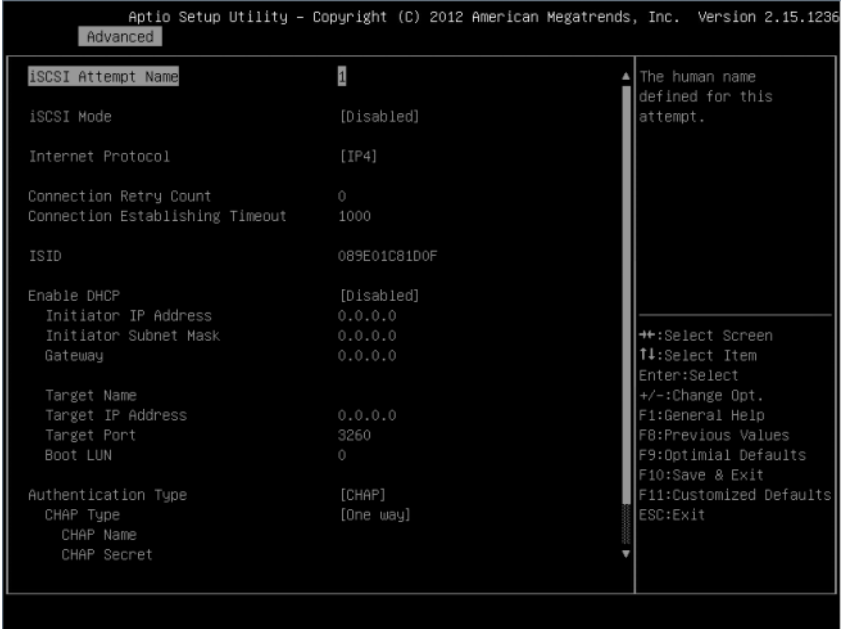 Aptio Setup Utility – Copyright (C) 2012 American Megatrends, Inc. Version 2.15.1236
Advanced
iSCSI Attempt Name 1
iSCSI Mode [Disabled]
Internet Protocol [IP4]
Connection Retry Count 0
Connection Establishing Timeout 1000
ISID 089E01C81D0F
Enable DHCP [Disabled]
Initiator IP Address 0.0.0.0
Initiator Subnet Mask 0.0.0.0
Gateway 0.0.0.0
Target Name
Target IP Address 0.0.0.0
Target Port 3260
Boot LUN 0
Authentication Type [CHAP]
CHAP Type [One way]
CHAP Name
CHAP Secret
The human name
defined for this
attempt.
→←:Select Screen
↑↓:Select Item
Enter:Select
+/-:Change Opt.
F1:General Help
F8:Previous Values
F9:Optimial Defaults
F10:Save & Exit
F11:Customized Defaults
ESC:Exit